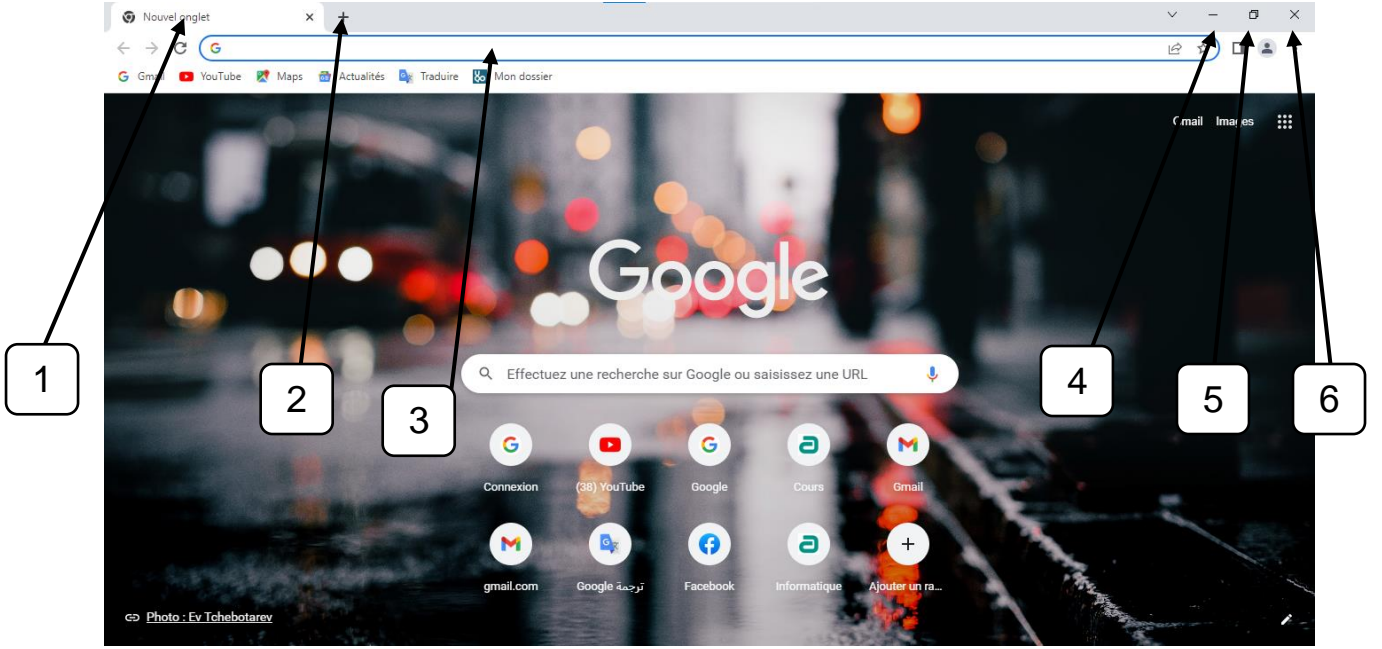 Nouvel onglet
Gmail YouTube Maps Actualités Traduire Mon dossier
Gmail Images
Google
Effectuez une recherche sur Google ou saisissez une URL
1
2
3
4
5
6
Connexion (38) YouTube Google Cours Gmail
gmail.com Google ترجمة Facebook Informatique Ajouter un ra...
Photo : Ev Tchebotarev